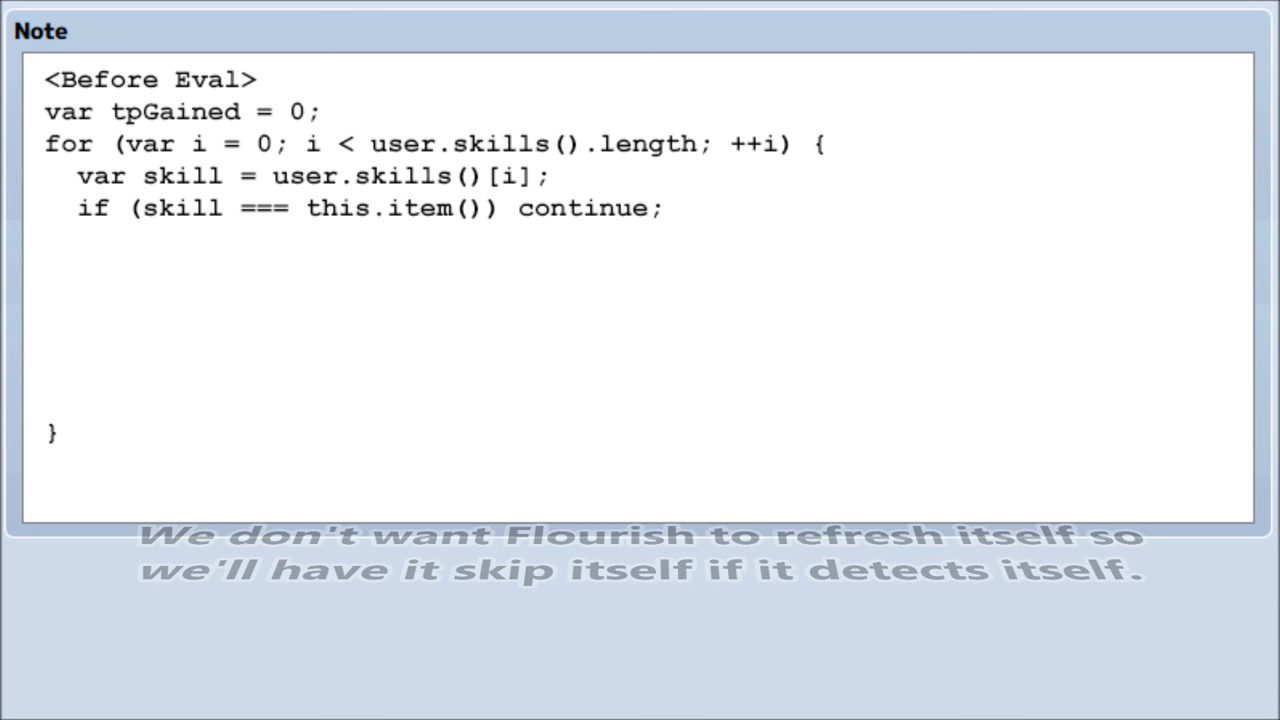 Note
<Before Eval>
var tpGained = 0;
for (var i = 0; i < user.skills().length; ++i) {
  var skill = user.skills()[i];
  if (skill === this.item()) continue;
}
We don't want Flourish to refresh itself so
we'll have it skip itself if it detects itself.